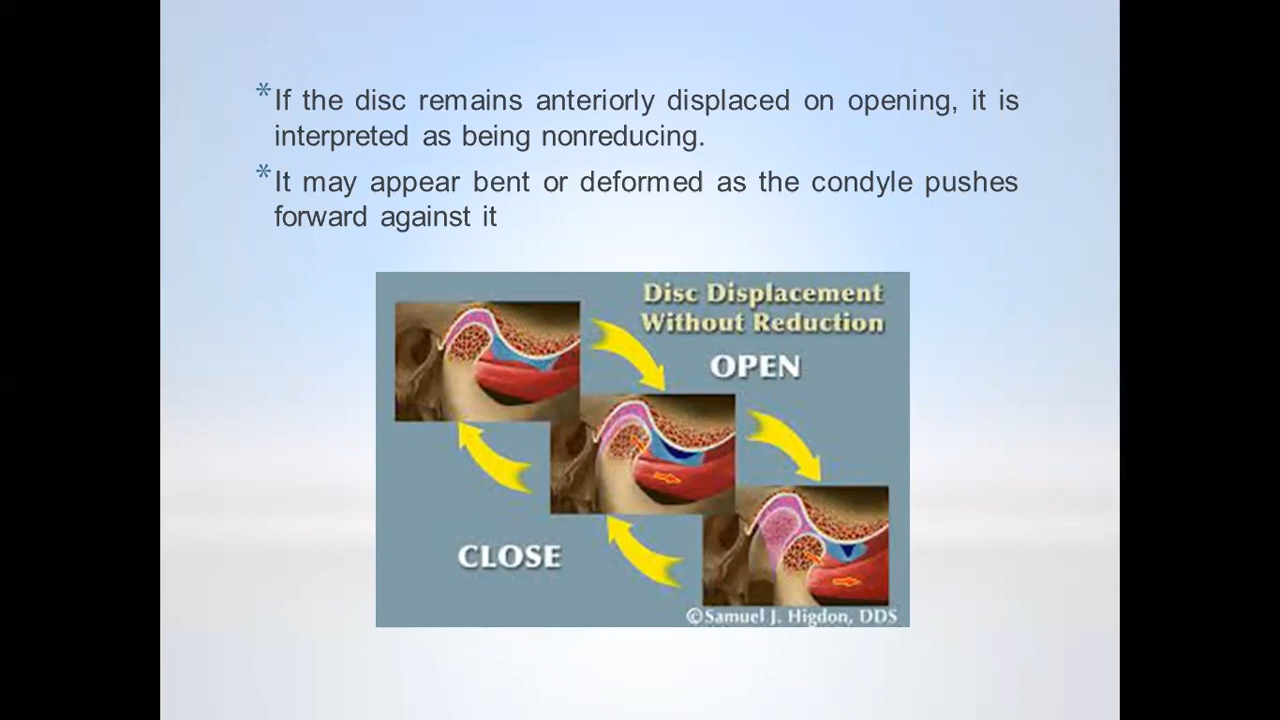 * If the disc remains anteriorly displaced on opening, it is
interpreted as being nonreducing.
* It may appear bent or deformed as the condyle pushes
forward against it
Disc Displacement
Without Reduction
OPEN
CLOSE
©Samuel J. Higdon, DDS